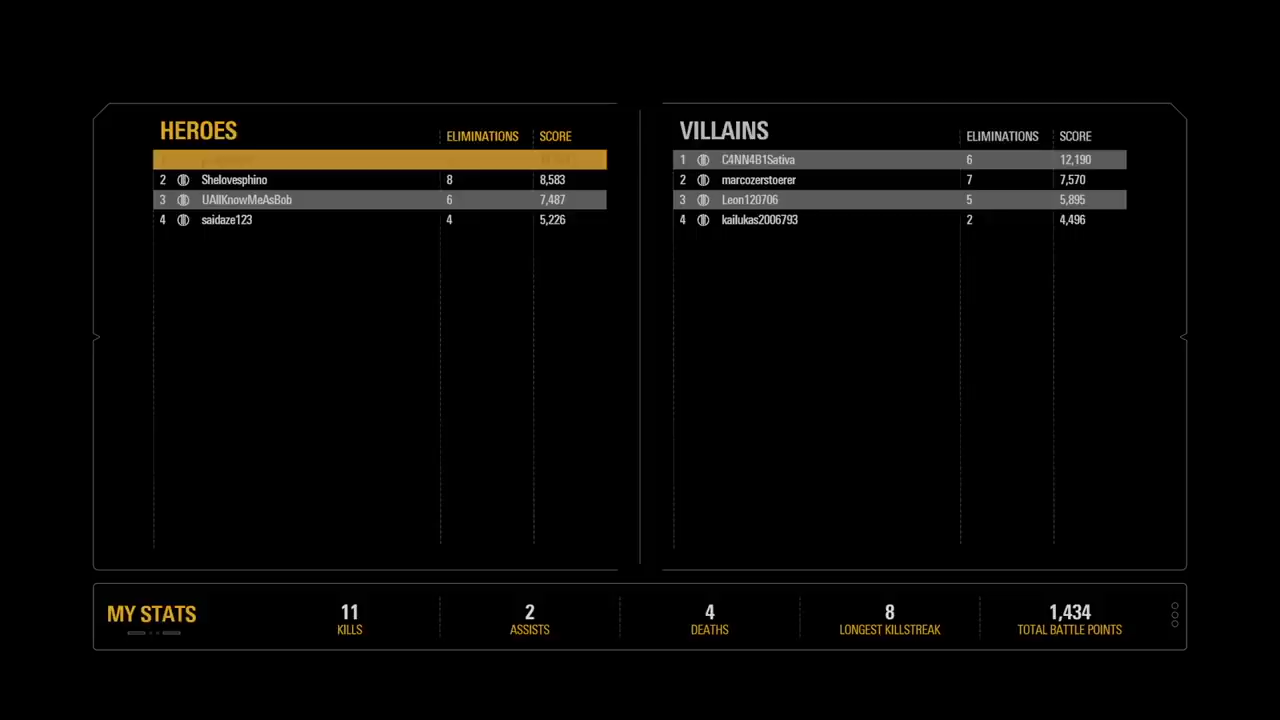 HEROES ELIMINATIONS SCORE
2 Shelovesphino 8 8,583
3 UAllKnowMeAsBob 6 7,487
4 saidaze123 4 5,226
VILLAINS ELIMINATIONS SCORE
1 C4NN4B1Sativa 6 12,190
2 marcozerstoerer 7 7,570
3 Leon120706 5 5,895
4 kailukas2006793 2 4,496
MY STATS
11 2 4 8 1,434
KILLS ASSISTS DEATHS LONGEST KILLSTREAK TOTAL BATTLE POINTS